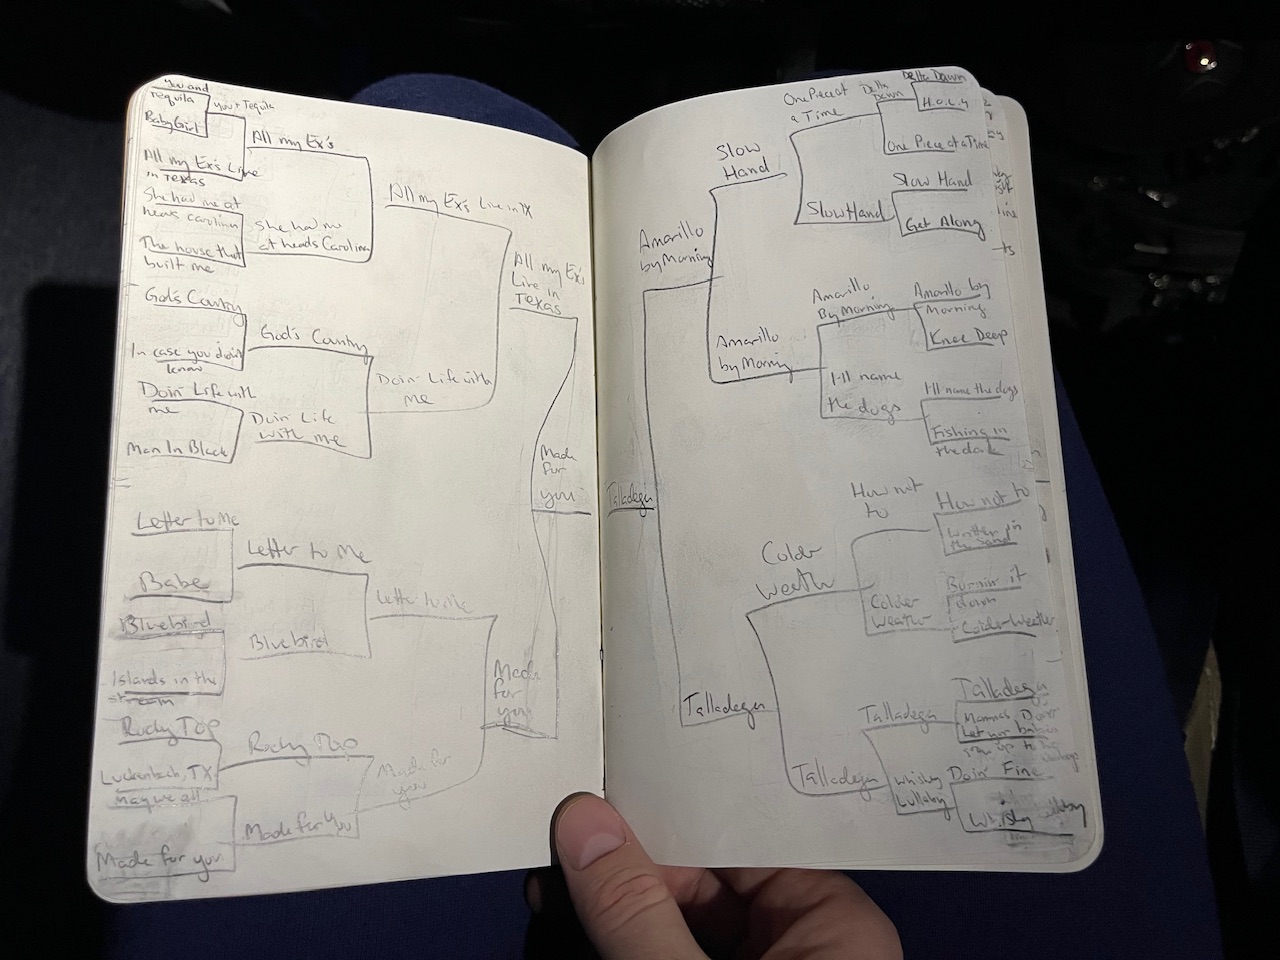 You and
Tequila
You + Tequila
Baby Girl
All my Ex's
All my Ex's Live
in Texas
She had me at
heads carolina
She had me
at heads Carolina
The house that
built me
All my Ex's Live in TX
God's Country
God's Country
In case you didn't
know
Doin' Life with
me
Doin' Life
with me
Man In Black
Doin' Life with
me
All my Ex's
Live in
Texas
Made
for
you
Letter to Me
Letter to Me
Babe
Bluebird
Bluebird
Islands in the
stream
Letter to Me
Rocky Top
Rocky Top
Luckenbach, TX
May we all
Made for you
Made for you
Made for
you
Made
for
you
Talladega
Amarillo
by Morning
Slow
Hand
One Piece at
a Time
Delta
Dawn
Delta Dawn
H.O.L.Y
One Piece at a Time
Slow Hand
Slow Hand
Get Along
Amarillo
by Morning
Amarillo
By Morning
Amarillo by
Morning
Knee Deep
I'll name
the dogs
I'll name the dogs
Fishing in
the dark
Colder
Weather
How not
to
How not to
Written in
the Sand
Burnin' it
down
Colder
Weather
Colder Weather
Talladega
Talladega
Talladega
Talladega
Mammas Don't
Let your babies
grow up to be
cowboys
Whisky
Lullaby
Doin' Fine
Whisky Lullaby